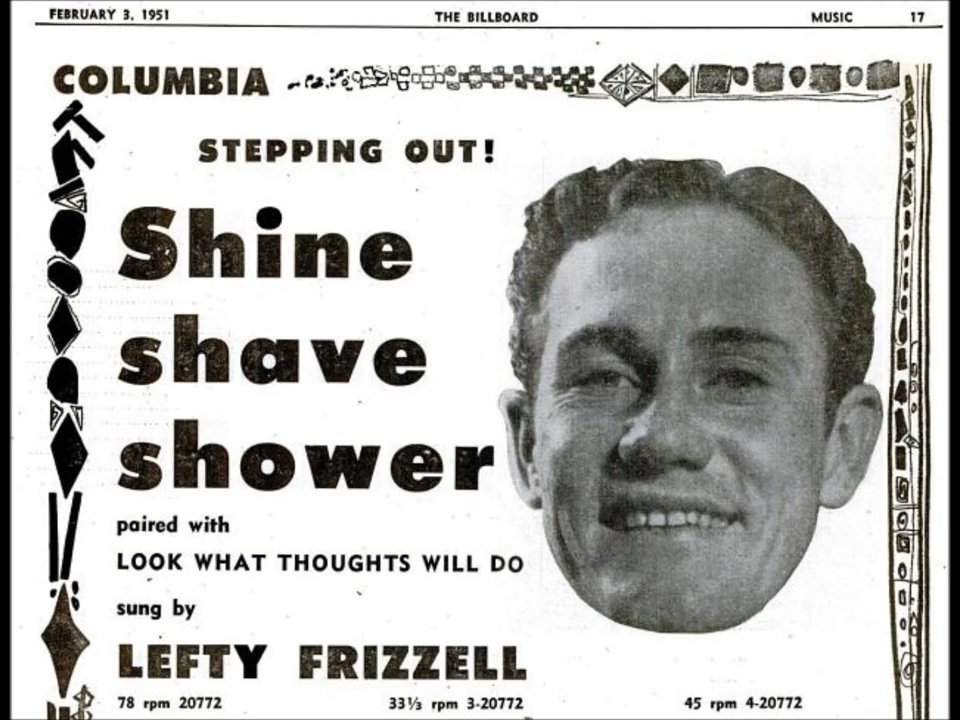 FEBRUARY 3, 1951 THE BILLBOARD MUSIC 17
COLUMBIA
STEPPING OUT!
Shine
shave
shower
paired with
LOOK WHAT THOUGHTS WILL DO
sung by
LEFTY FRIZZELL
78 rpm 20772 33⅓ rpm 3-20772 45 rpm 4-20772